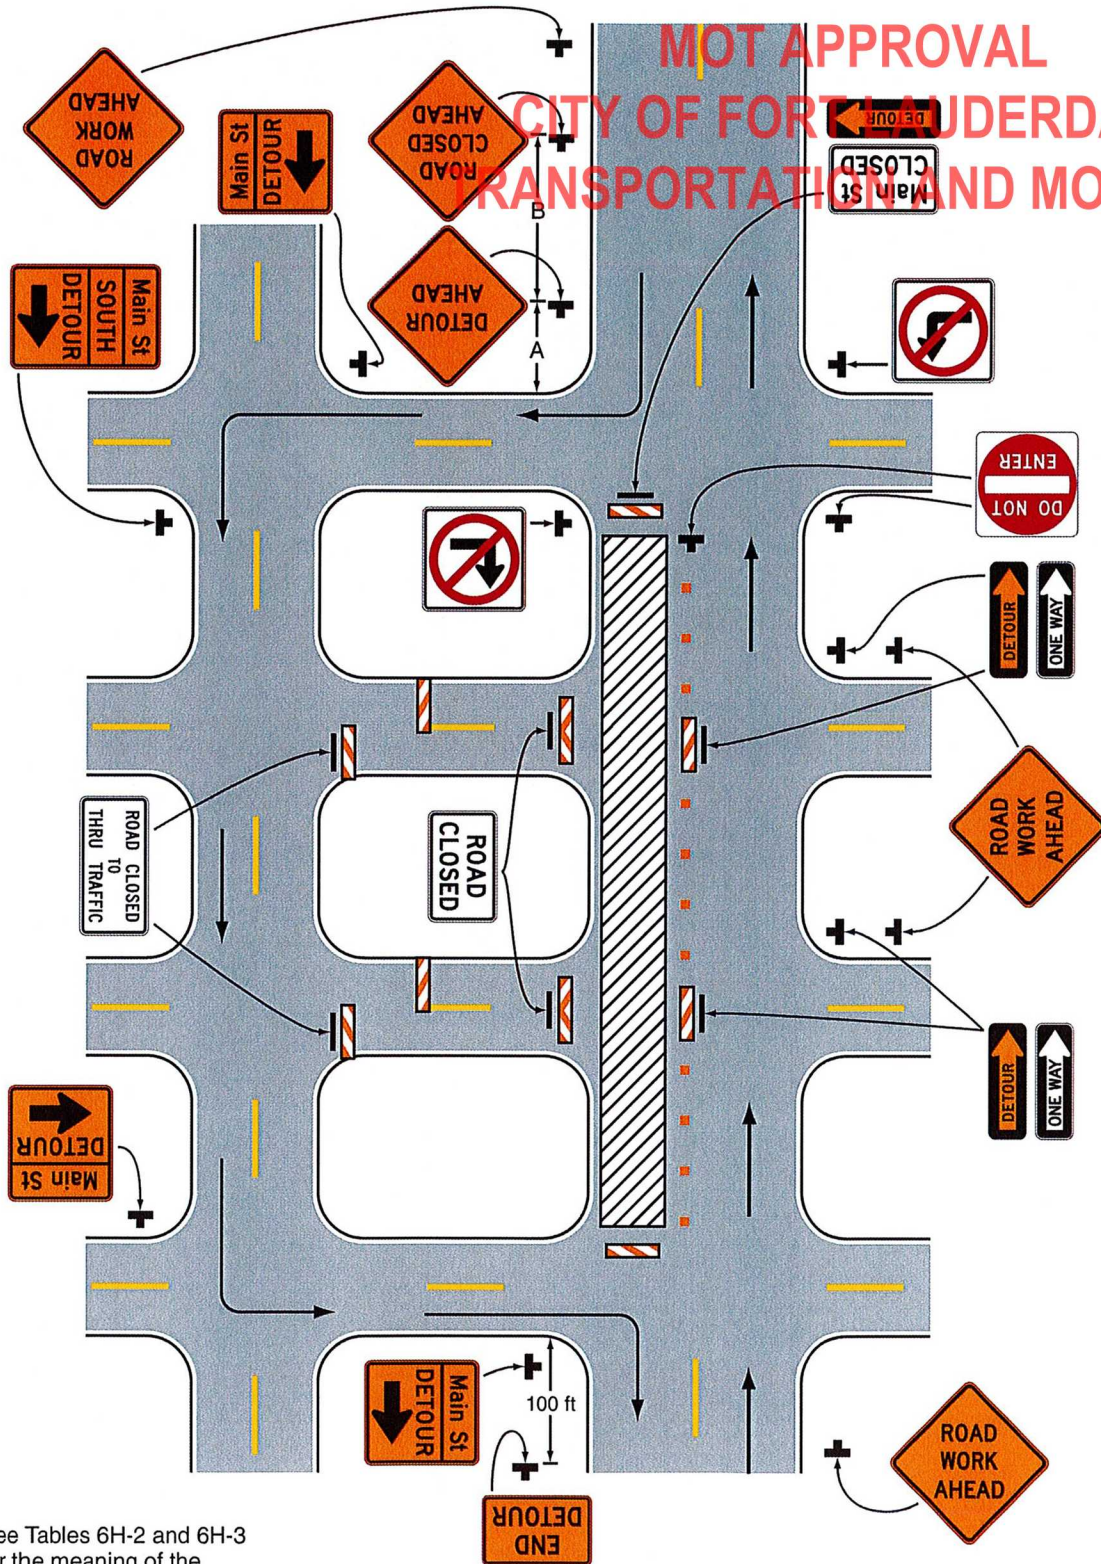 MOT APPROVAL
CITY OF FORT LAUDERDA
TRANSPORTATION AND MO
ROAD
WORK
AHEAD
Main St
DETOUR
ROAD
CLOSED
AHEAD
DETOUR
Main St
CLOSED
B
DETOUR
AHEAD
A
Main St
SOUTH
DETOUR
DO NOT
ENTER
DETOUR
ONE WAY
ROAD CLOSED
TO
THRU TRAFFIC
ROAD
CLOSED
ROAD
WORK
AHEAD
DETOUR
ONE WAY
Main St
DETOUR
Main St
DETOUR
100 ft
END
DETOUR
ROAD
WORK
AHEAD
ee Tables 6H-2 and 6H-3
r the meaning of the